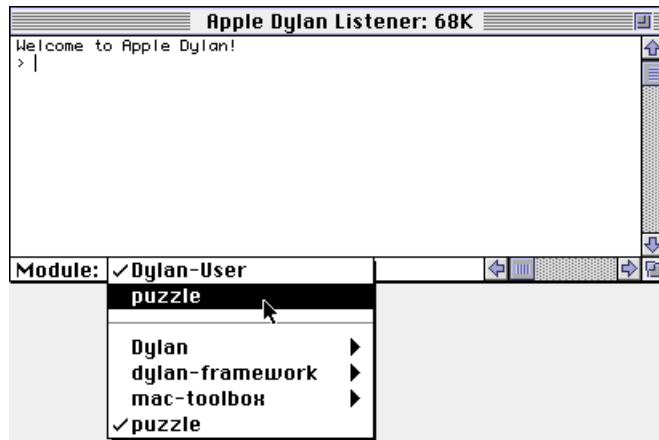 Apple Dylan Listener: 68K
Welcome to Apple Dylan!
>
Module: ✓Dylan-User
puzzle
Dylan
dylan-framework
mac-toolbox
✓puzzle